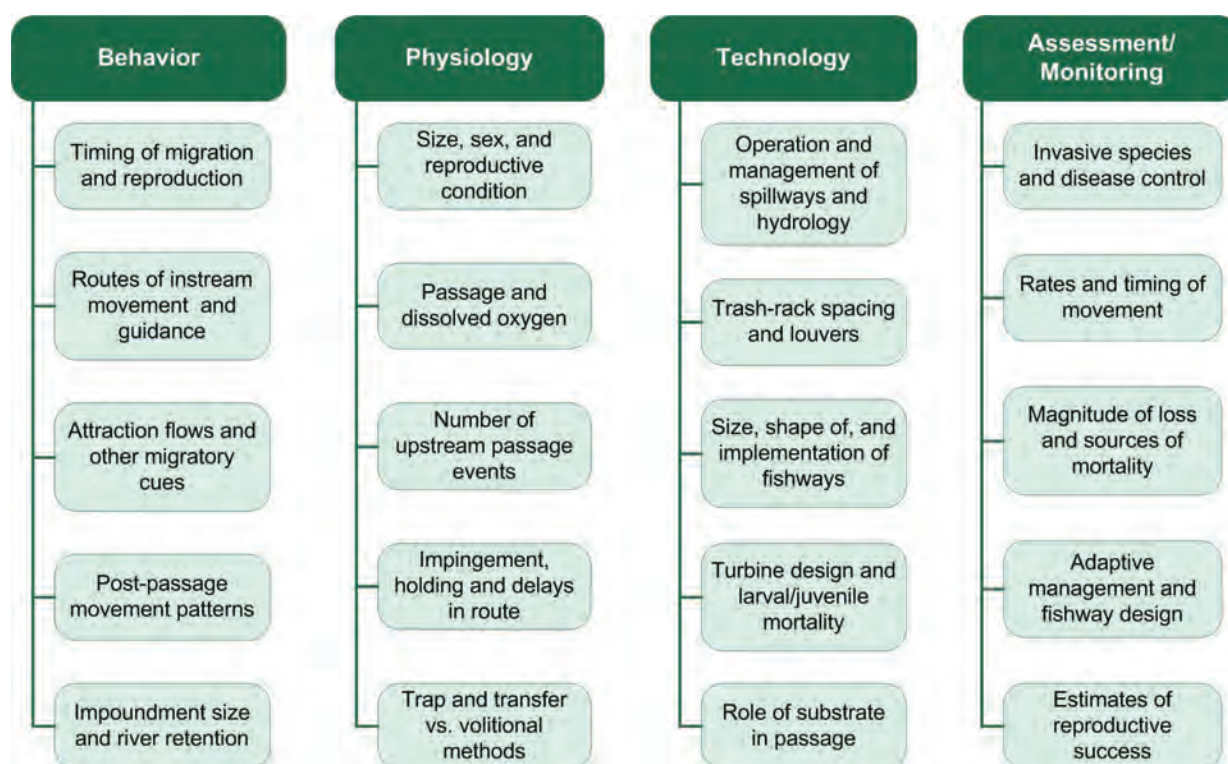 Behavior
Timing of migration
and reproduction
Routes of instream
movement and
guidance
Attraction flows and
other migratory
cues
Post-passage
movement patterns
Impoundment size
and river retention
Physiology
Size, sex, and
reproductive
condition
Passage and
dissolved oxygen
Number of
upstream passage
events
Impingement,
holding and delays
in route
Trap and transfer
vs. volitional
methods
Technology
Operation and
management of
spillways and
hydrology
Trash-rack spacing
and louvers
Size, shape of, and
implementation of
fishways
Turbine design and
larval/juvenile
mortality
Role of substrate
in passage
Assessment/
Monitoring
Invasive species
and disease control
Rates and timing of
movement
Magnitude of loss
and sources of
mortality
Adaptive
management and
fishway design
Estimates of
reproductive
success